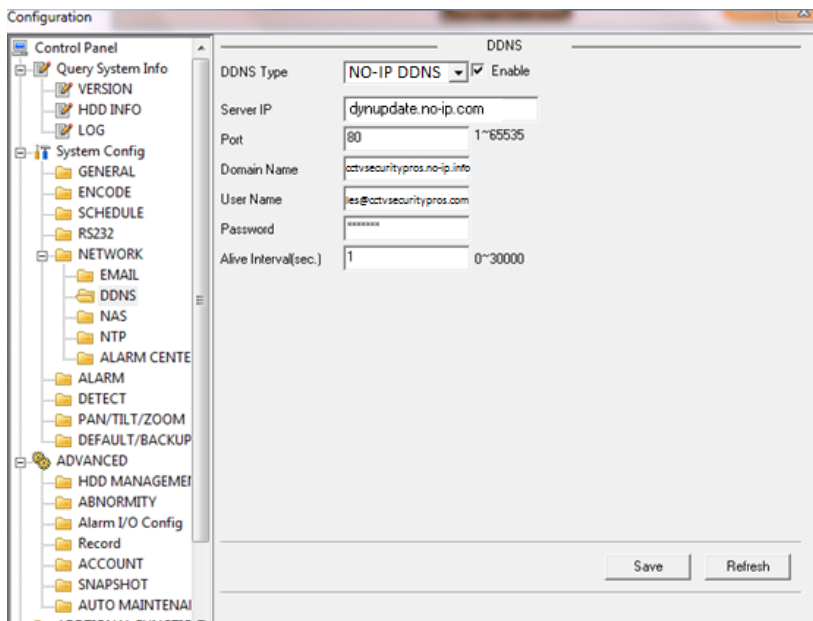 Configuration
Control Panel
Query System Info
VERSION
HDD INFO
LOG
System Config
GENERAL
ENCODE
SCHEDULE
RS232
NETWORK
EMAIL
DDNS
NAS
NTP
ALARM CENTE
ALARM
DETECT
PAN/TILT/ZOOM
DEFAULT/BACKUP
ADVANCED
HDD MANAGEMEN
ABNORMITY
Alarm I/O Config
Record
ACCOUNT
SNAPSHOT
AUTO MAINTENAI
DDNS
DDNS Type NO-IP DDNS Enable
Server IP dynupdate.no-ip.com
Port 80 1~65535
Domain Name cctvsecuritypros.no-ip.info
User Name les@cctvsecuritypros.com
Password *******
Alive Interval(sec.) 1 0~30000
Save Refresh